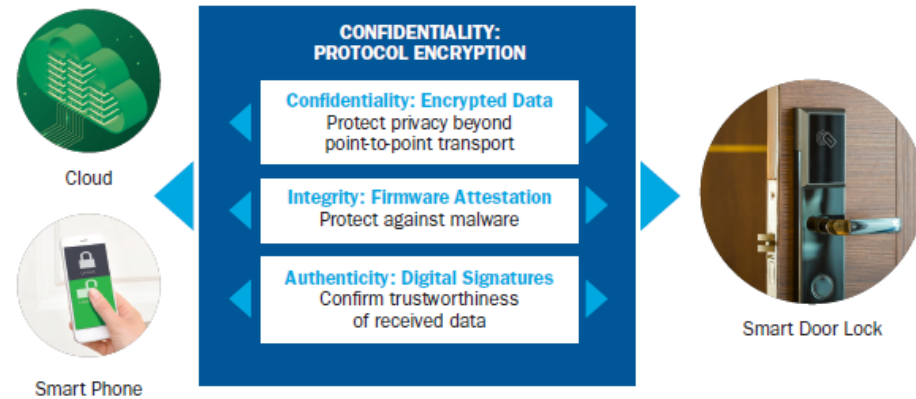 CONFIDENTIALITY:
PROTOCOL ENCRYPTION
Confidentiality: Encrypted Data
Protect privacy beyond
point-to-point transport
Integrity: Firmware Attestation
Protect against malware
Authenticity: Digital Signatures
Confirm trustworthiness
of received data
Cloud
Smart Phone
Smart Door Lock